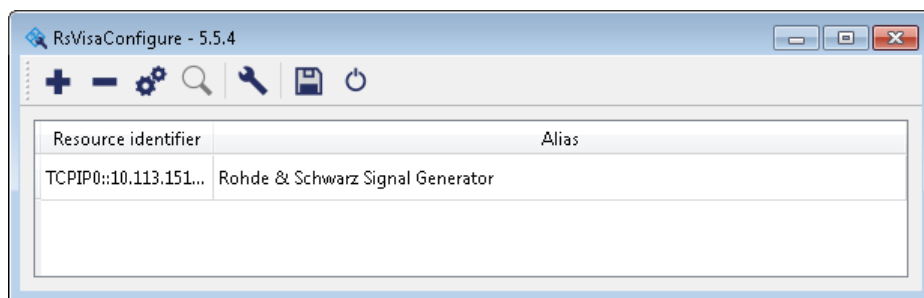 RsVisaConfigure - 5.5.4
Resource identifier Alias
TCPIP0::10.113.151... Rohde & Schwarz Signal Generator